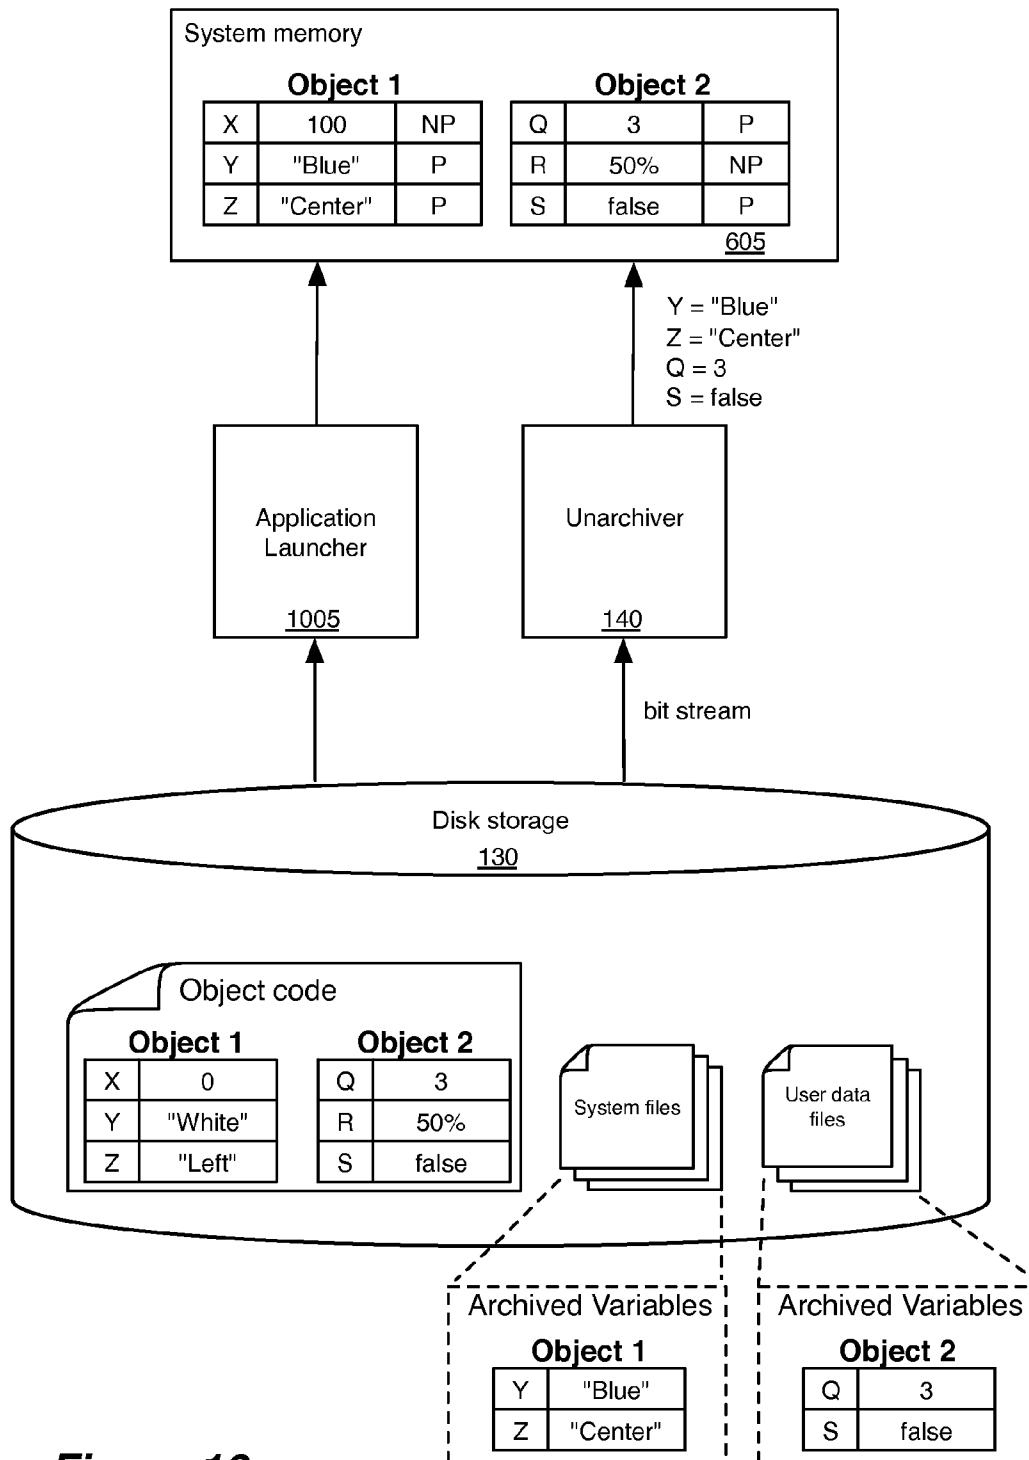 System memory
Object 1
X 100 NP
Y "Blue" P
Z "Center" P
Object 2
Q 3 P
R 50% NP
S false P
605
Y = "Blue"
Z = "Center"
Q = 3
S = false
Application
Launcher
1005
Unarchiver
140
bit stream
Disk storage
130
Object code
Object 1
X 0
Y "White"
Z "Left"
Object 2
Q 3
R 50%
S false
System files
User data
files
Archived Variables
Object 1
Y "Blue"
Z "Center"
Archived Variables
Object 2
Q 3
S false